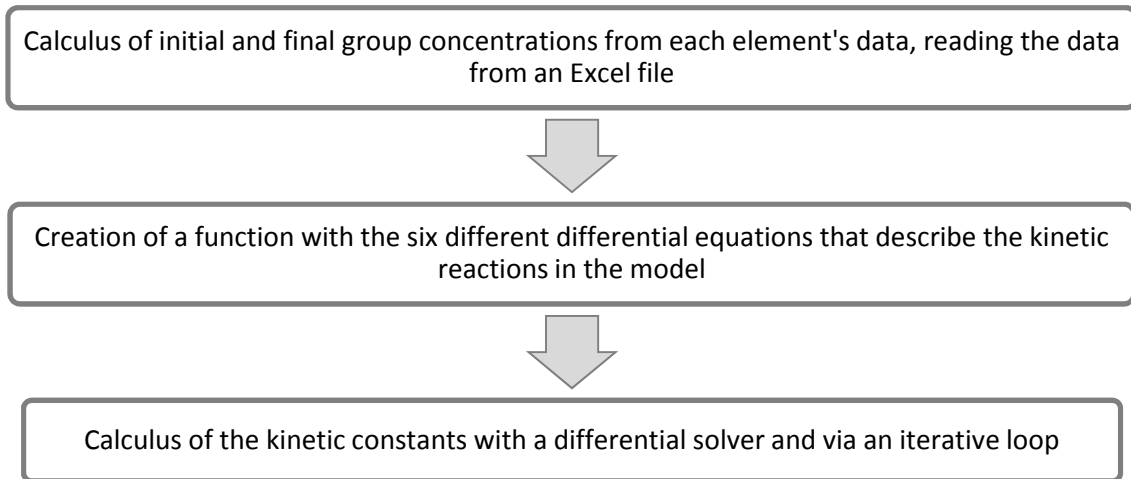 Calculus of initial and final group concentrations from each element's data, reading the data
from an Excel file
Creation of a function with the six different differential equations that describe the kinetic
reactions in the model
Calculus of the kinetic constants with a differential solver and via an iterative loop